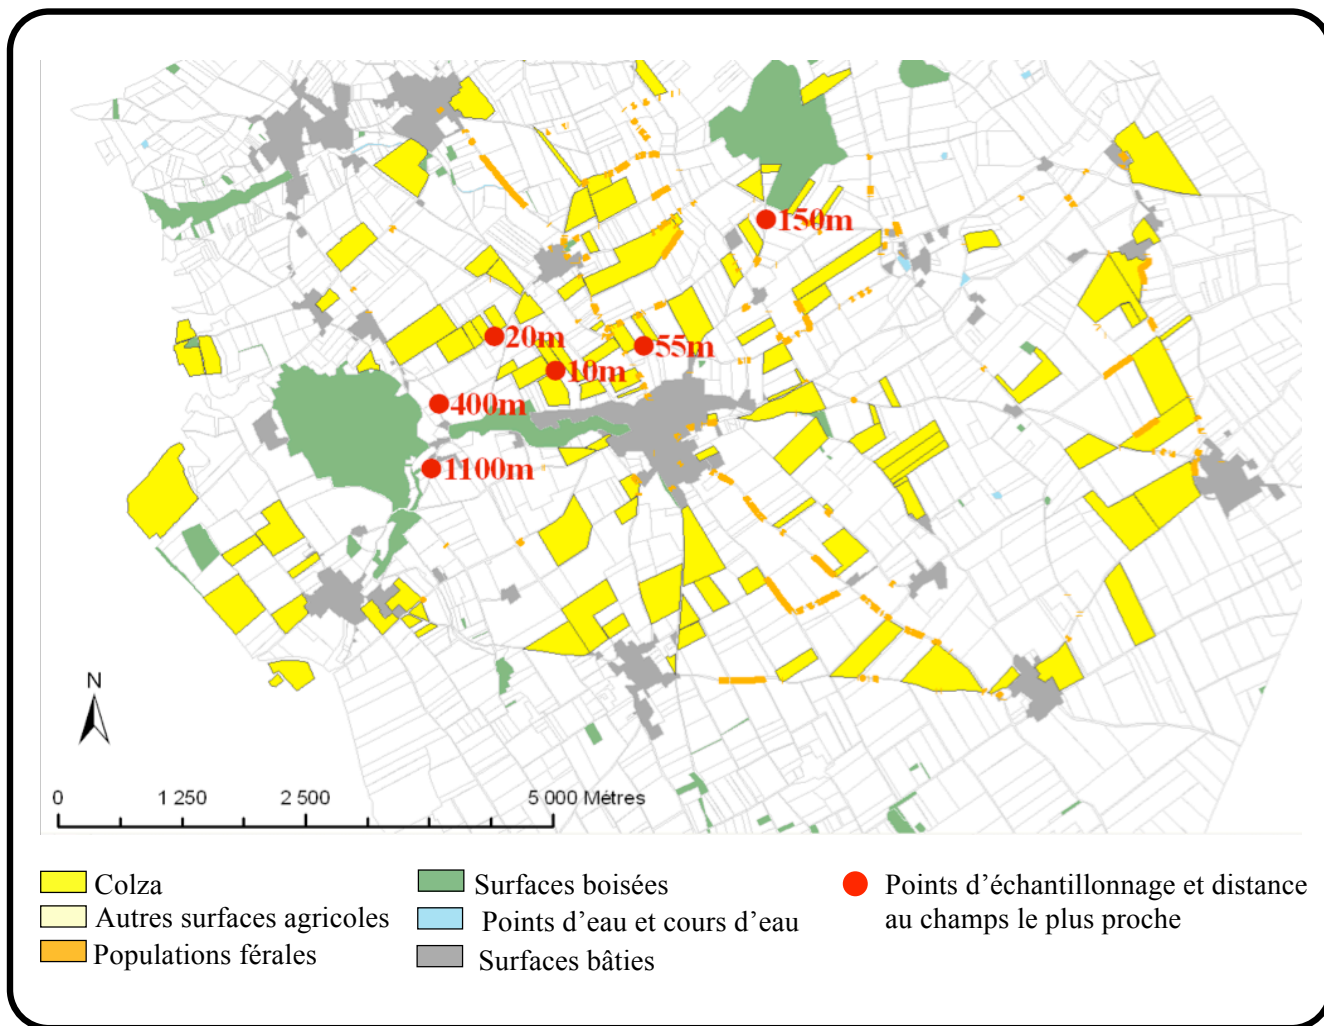 150m
20m
55m
10m
400m
1100m
N
0 1 250 2 500 5 000 Métres
Colza
Autres surfaces agricoles
Populations férales
Surfaces boisées
Points d’eau et cours d’eau
Surfaces bâties
Points d’échantillonnage et distance
au champs le plus proche